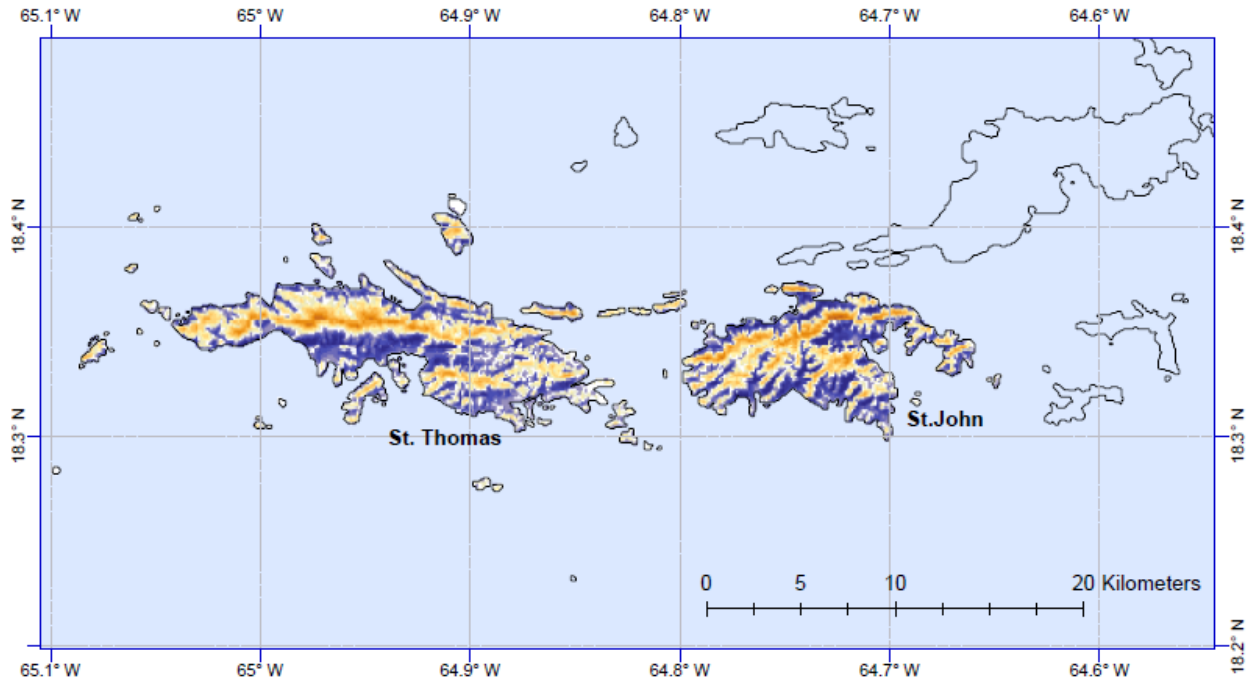 65.1° W 65° W 64.9° W 64.8° W 64.7° W 64.6° W
18.4° N 18.4° N
18.3° N 18.3° N
St. Thomas St.John
0 5 10 20 Kilometers
18.2° N 18.2° N
65.1° W 65° W 64.9° W 64.8° W 64.7° W 64.6° W